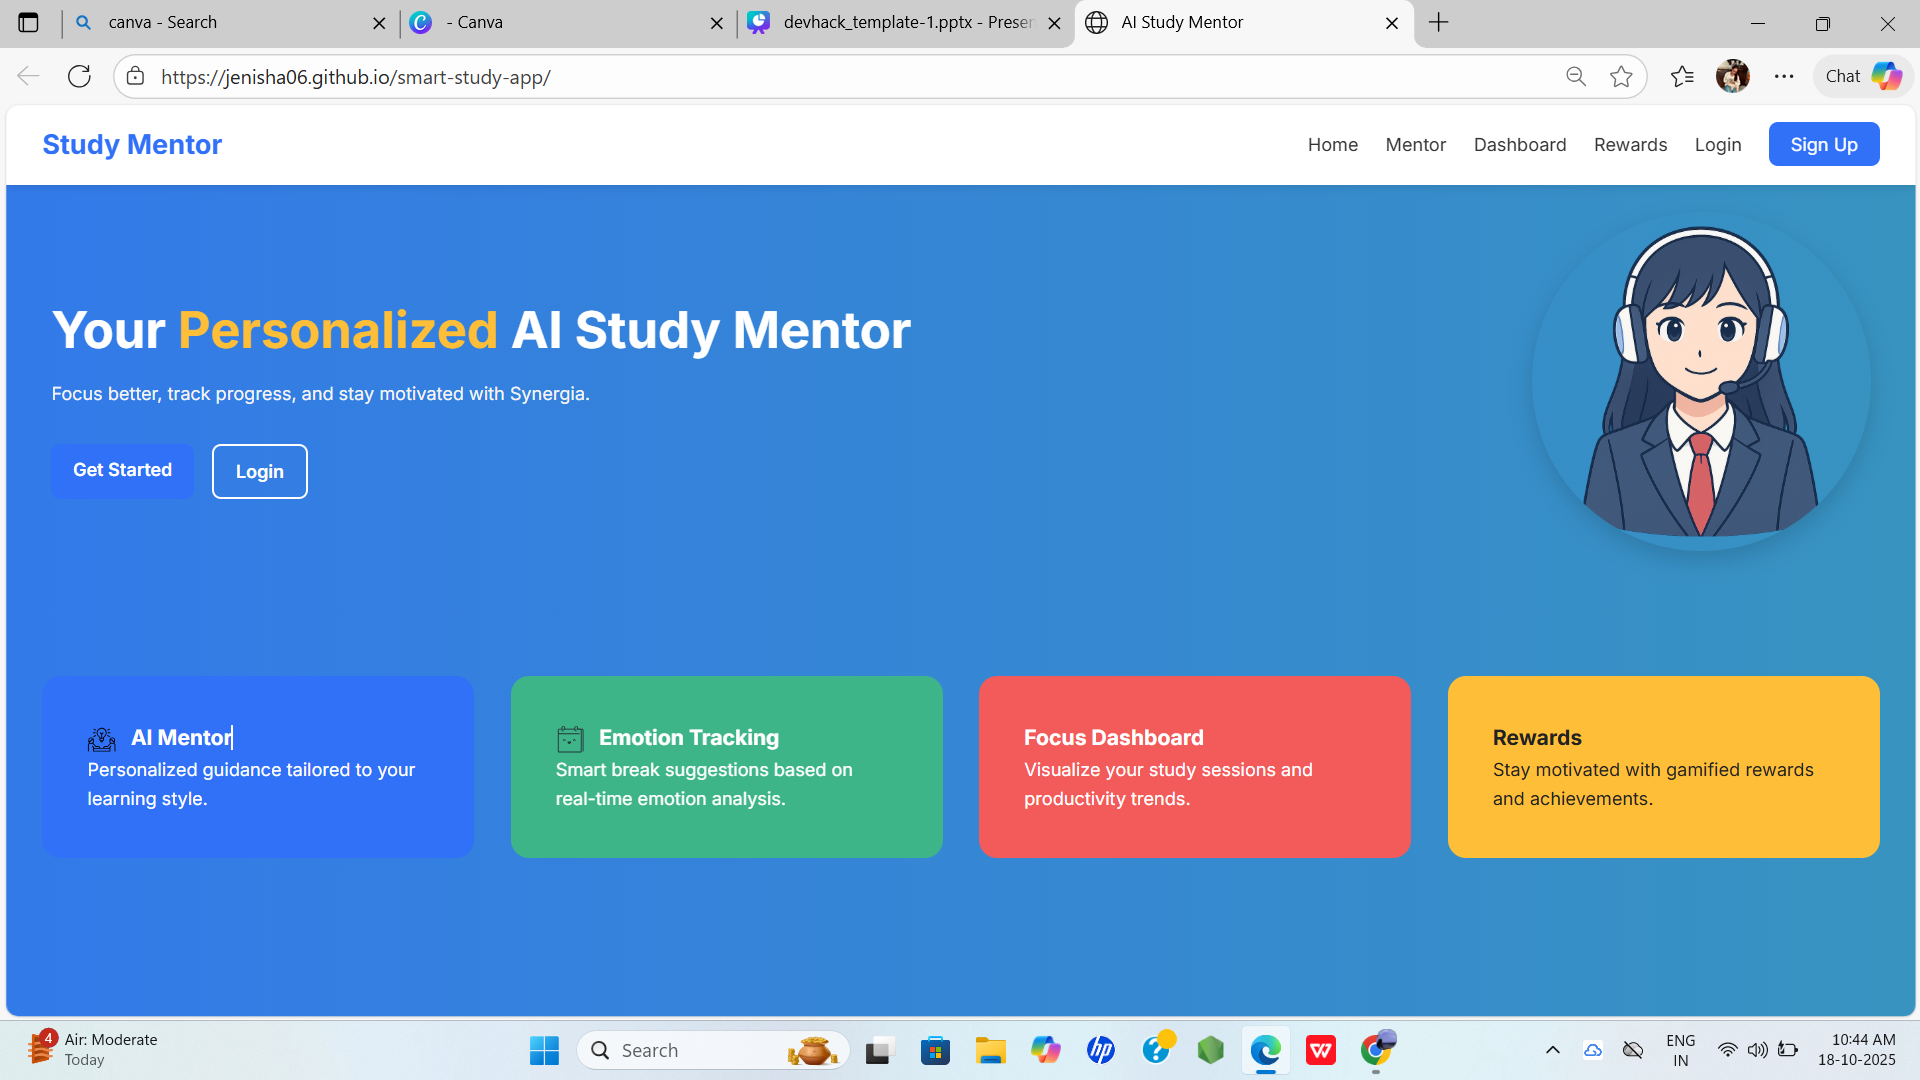 canva - Search
- Canva
devhack_template-1.pptx - Presen
AI Study Mentor
https://jenisha06.github.io/smart-study-app/
Chat
Study Mentor
Home
Mentor
Dashboard
Rewards
Login
Sign Up
Your Personalized AI Study Mentor
Focus better, track progress, and stay motivated with Synergia.
Get Started
Login
AI Mentor
Personalized guidance tailored to your
learning style.
Emotion Tracking
Smart break suggestions based on
real-time emotion analysis.
Focus Dashboard
Visualize your study sessions and
productivity trends.
Rewards
Stay motivated with gamified rewards
and achievements.
4
Air: Moderate
Today
Search
hp
W
ENG
IN
10:44 AM
18-10-2025